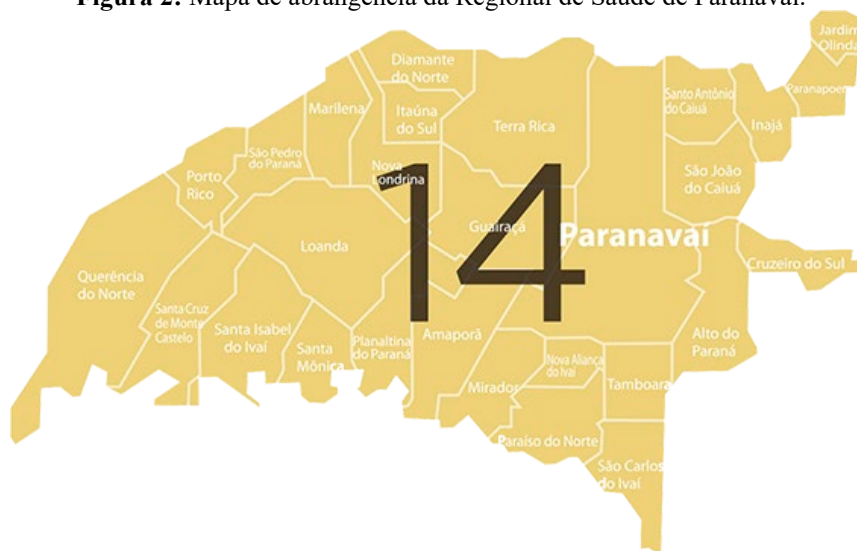 Figura 2: Mapa de abrangência da Regional de Saúde de Paranavaí.
Jardim
Olinda
Diamante
do Norte
Paranapoem
Santo Antônio
do Caiuá
Marilena
Itaúna
do Sul
Terra Rica
Inajá
São Pedro
do Paraná
Nova
Londrina
Porto
Rico
São João
do Caiuá
14
Guairaçá
Paranavaí
Loanda
Cruzeiro do Sul
Querência
do Norte
Santa Cruz
de Monte
Castelo
Santa Isabel
do Ivaí
Planaltina
do Paraná
Amaporã
Alto do
Paraná
Santa
Mônica
Nova Aliança
do Ivaí
Mirador
Tamboara
Paraíso do Norte
São Carlos
do Ivaí